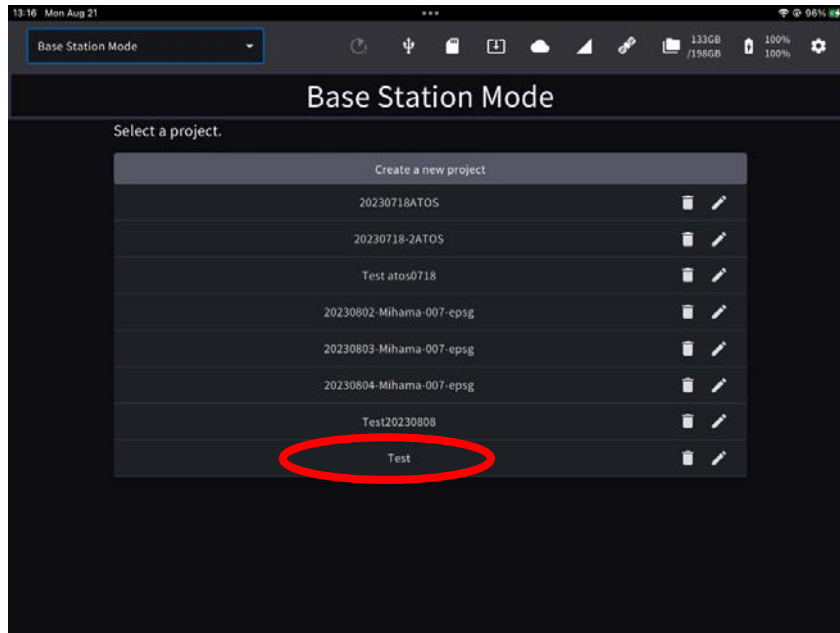 13:16 Mon Aug 21
96%
Base Station Mode
133GB
/198GB
100%
100%
Base Station Mode
Select a project.
Create a new project
20230718ATOS
20230718-2ATOS
Test atos0718
20230802-Mihama-007-epsg
20230803-Mihama-007-epsg
20230804-Mihama-007-epsg
Test20230808
Test